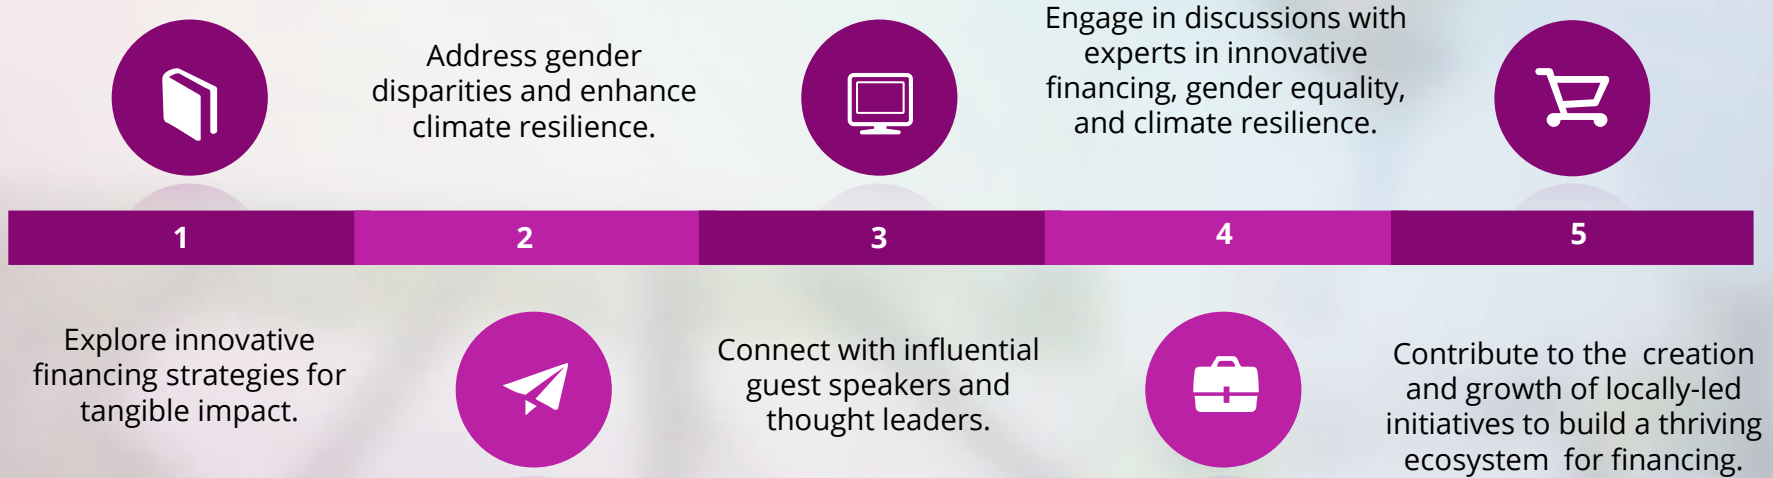 1
Explore innovative
financing strategies for
tangible impact.
2
Address gender
disparities and enhance
climate resilience.
3
Connect with influential
guest speakers and
thought leaders.
4
Engage in discussions with
experts in innovative
financing, gender equality,
and climate resilience.
5
Contribute to the creation
and growth of locally-led
initiatives to build a thriving
ecosystem for financing.